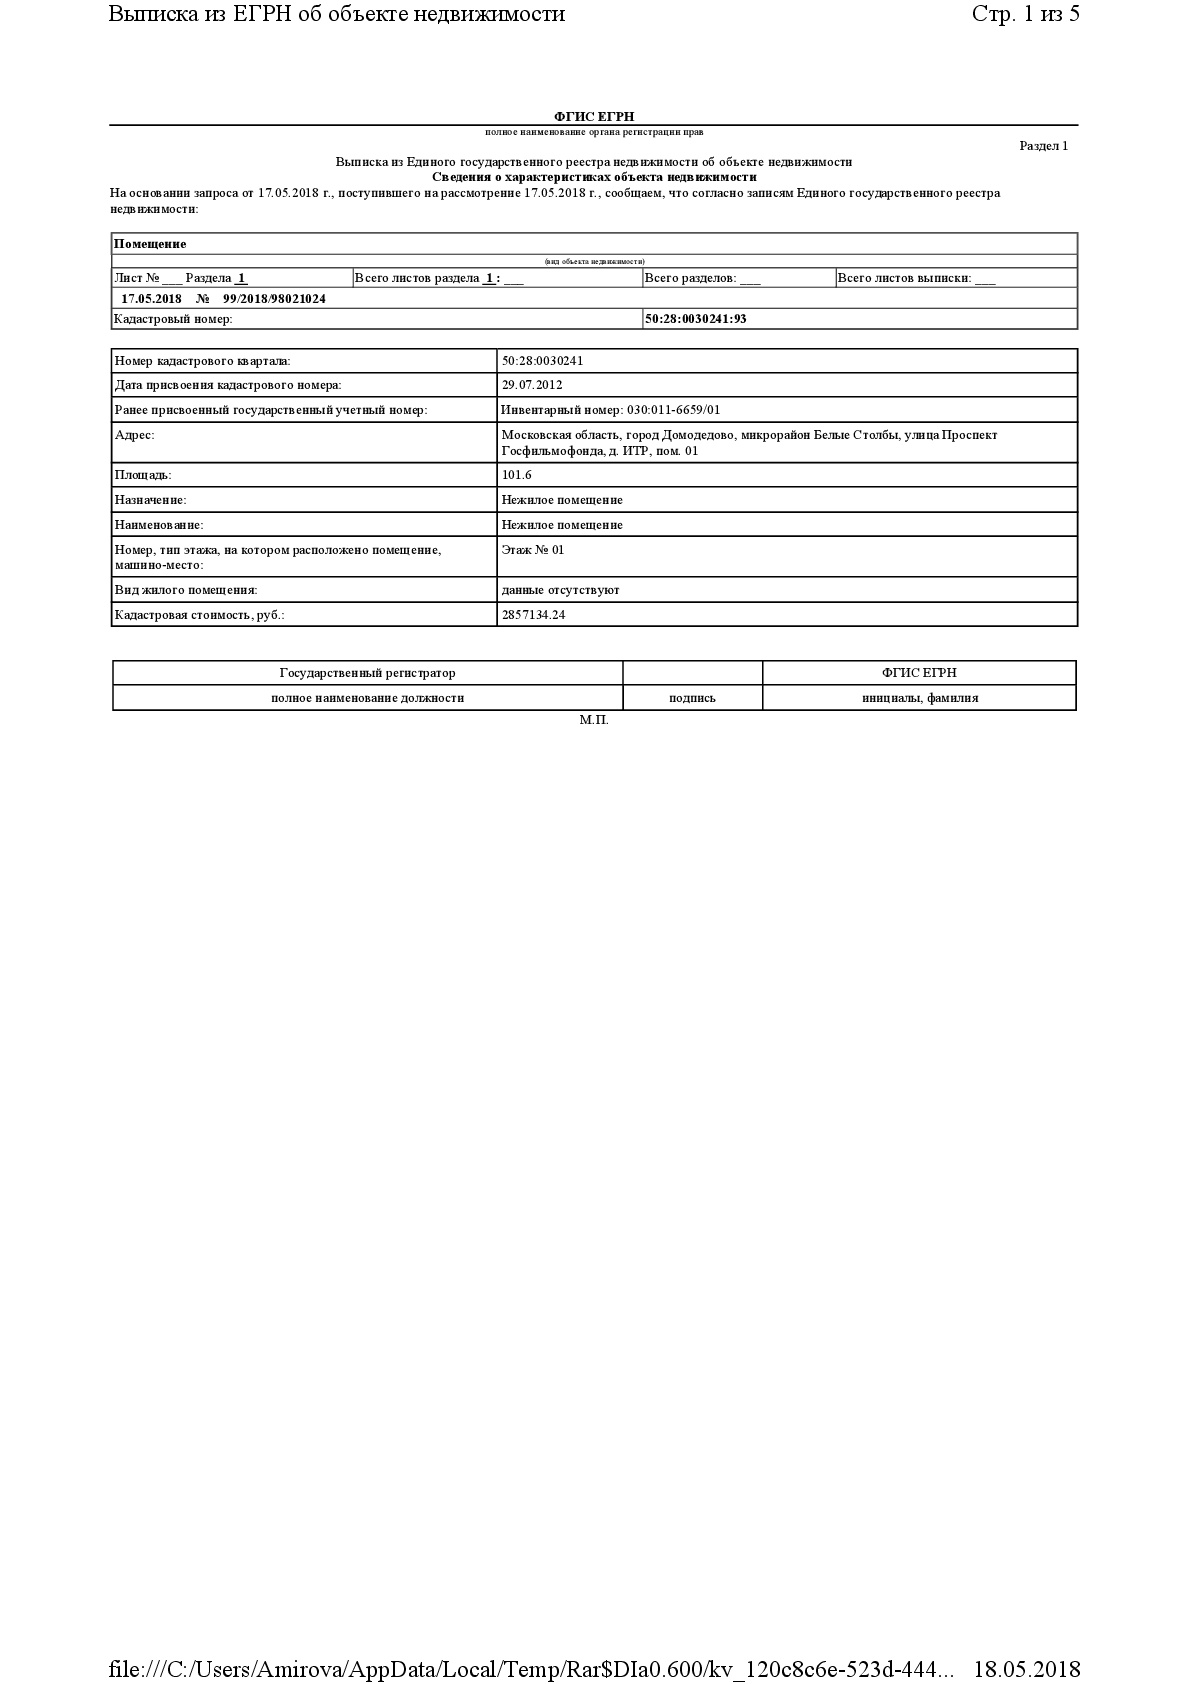 Выписка из ЕГРН об объекте недвижимости Стр. 1 из 5
ФГИС ЕГРН
полное наименование органа регистрации прав
Раздел 1
Выписка из Единого государственного реестра недвижимости об объекте недвижимости
Сведения о характеристиках объекта недвижимости
На основании запроса от 17.05.2018 г., поступившего на рассмотрение 17.05.2018 г., сообщаем, что согласно записям Единого государственного реестра
недвижимости:
Помещение
(вид объекта недвижимости)
Лист № ___ Раздела 1 Всего листов раздела 1 : ___ Всего разделов: ___ Всего листов выписки: ___
17.05.2018 № 99/2018/98021024
Кадастровый номер: 50:28:0030241:93
Номер кадастрового квартала: 50:28:0030241
Дата присвоения кадастрового номера: 29.07.2012
Ранее присвоенный государственный учетный номер: Инвентарный номер: 030:011-6659/01
Адрес: Московская область, город Домодедово, микрорайон Белые Столбы, улица Проспект
Госфильмофонда, д. ИТР, пом. 01
Площадь: 101.6
Назначение: Нежилое помещение
Наименование: Нежилое помещение
Номер, тип этажа, на котором расположено помещение, Этаж № 01
машино-место:
Вид жилого помещения: данные отсутствуют
Кадастровая стоимость, руб.: 2857134.24
Государственный регистратор ФГИС ЕГРН
полное наименование должности подпись инициалы, фамилия
М.П.
file:///C:/Users/Amirova/AppData/Local/Temp/Rar$DIa0.600/kv_120c8c6e-523d-444... 18.05.2018